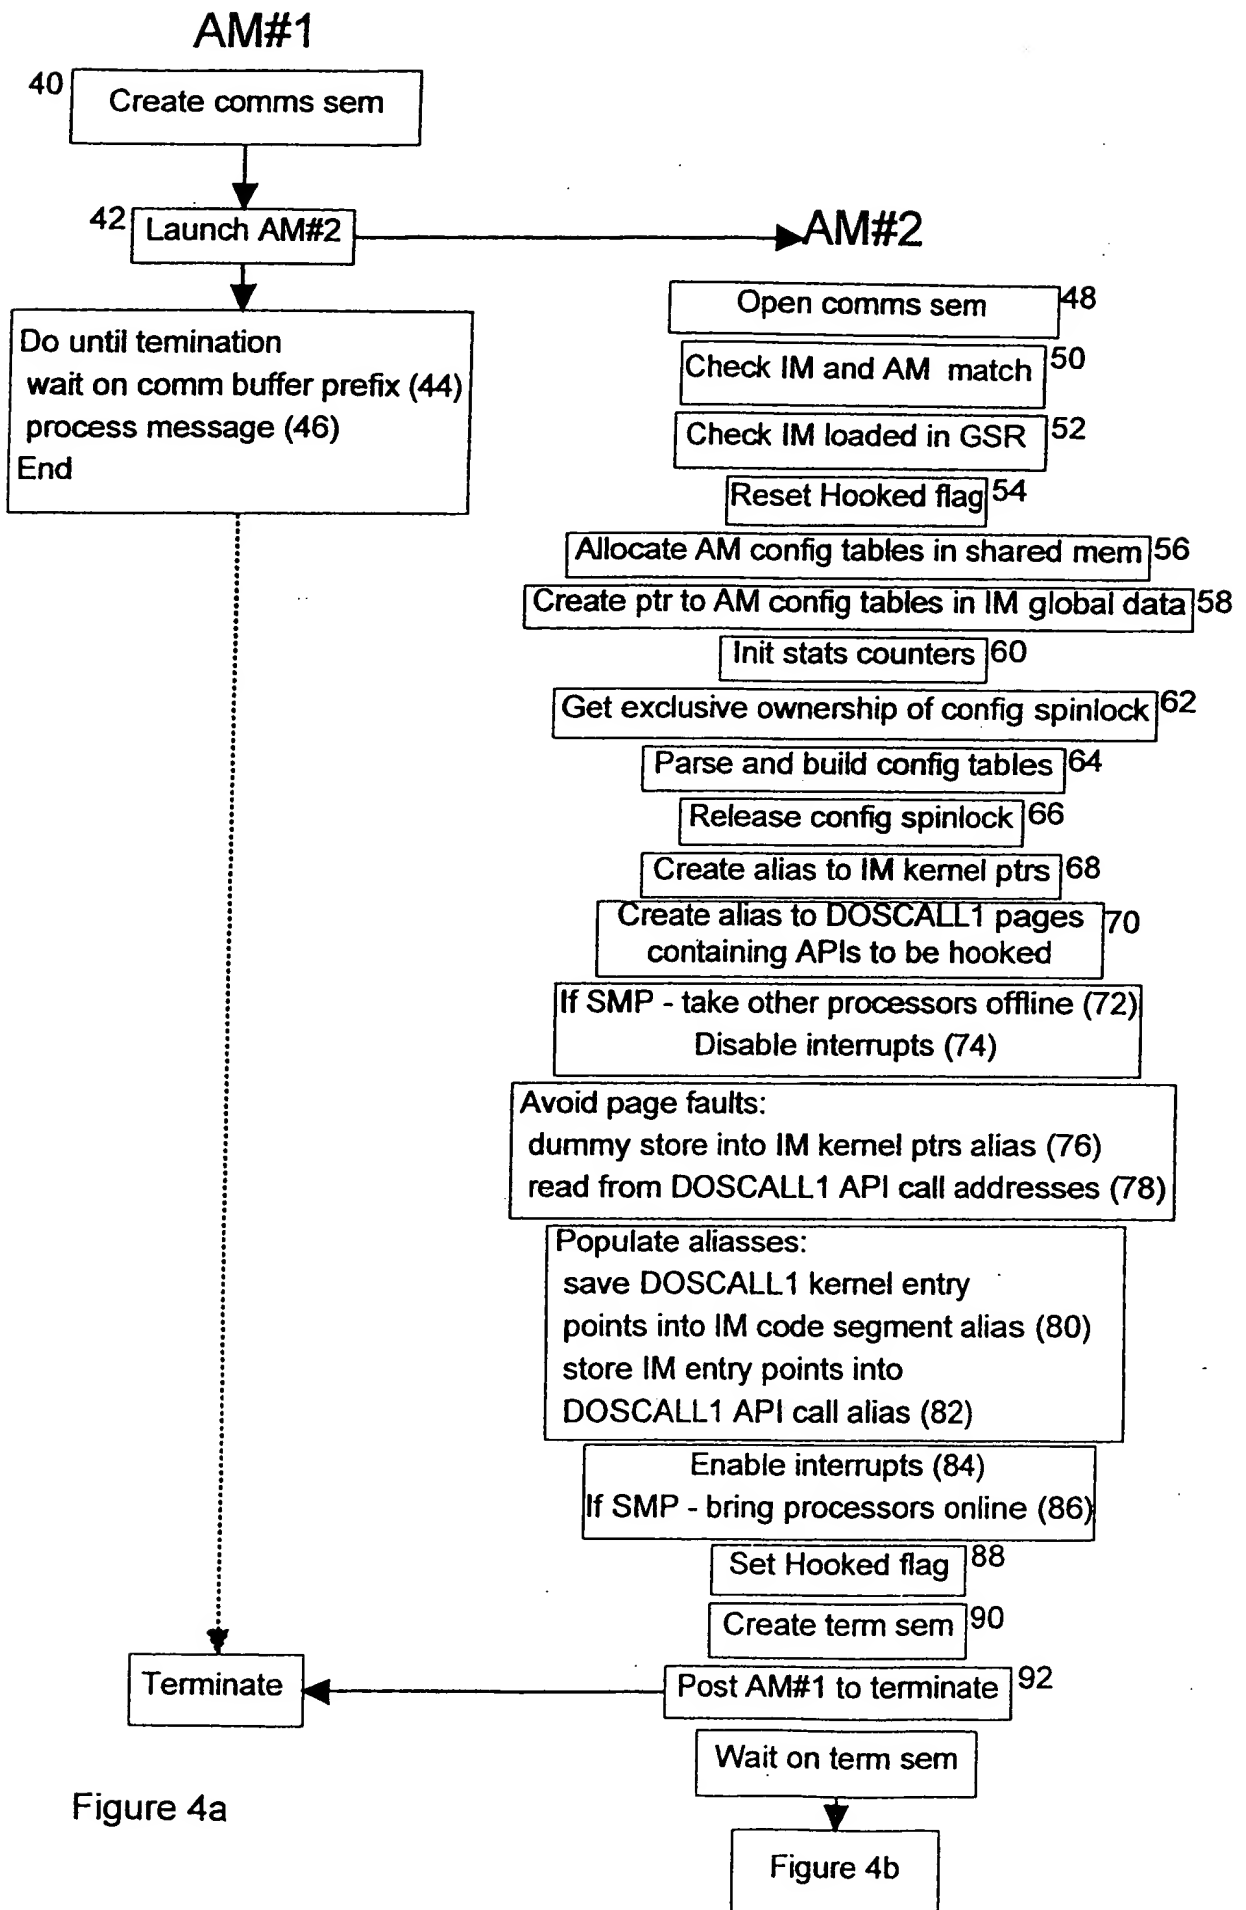 AM#1
40
Create comms sem
42
Launch AM#2
AM#2
Do until temination
wait on comm buffer prefix (44)
process message (46)
End
Open comms sem
48
Check IM and AM match
50
Check IM loaded in GSR
52
Reset Hooked flag
54
Allocate AM config tables in shared mem
56
Create ptr to AM config tables in IM global data
58
Init stats counters
60
Get exclusive ownership of config spinlock
62
Parse and build config tables
64
Release config spinlock
66
Create alias to IM kernel ptrs
68
Create alias to DOSCALL1 pages
containing APIs to be hooked
70
If SMP - take other processors offline (72)
Disable interrupts (74)
Avoid page faults:
dummy store into IM kernel ptrs alias (76)
read from DOSCALL1 API call addresses (78)
Populate aliasses:
save DOSCALL1 kernel entry
points into IM code segment alias (80)
store IM entry points into
DOSCALL1 API call alias (82)
Enable interrupts (84)
If SMP - bring processors online (86)
Set Hooked flag
88
Create term sem
90
Terminate
Post AM#1 to terminate
92
Wait on term sem
Figure 4a
Figure 4b